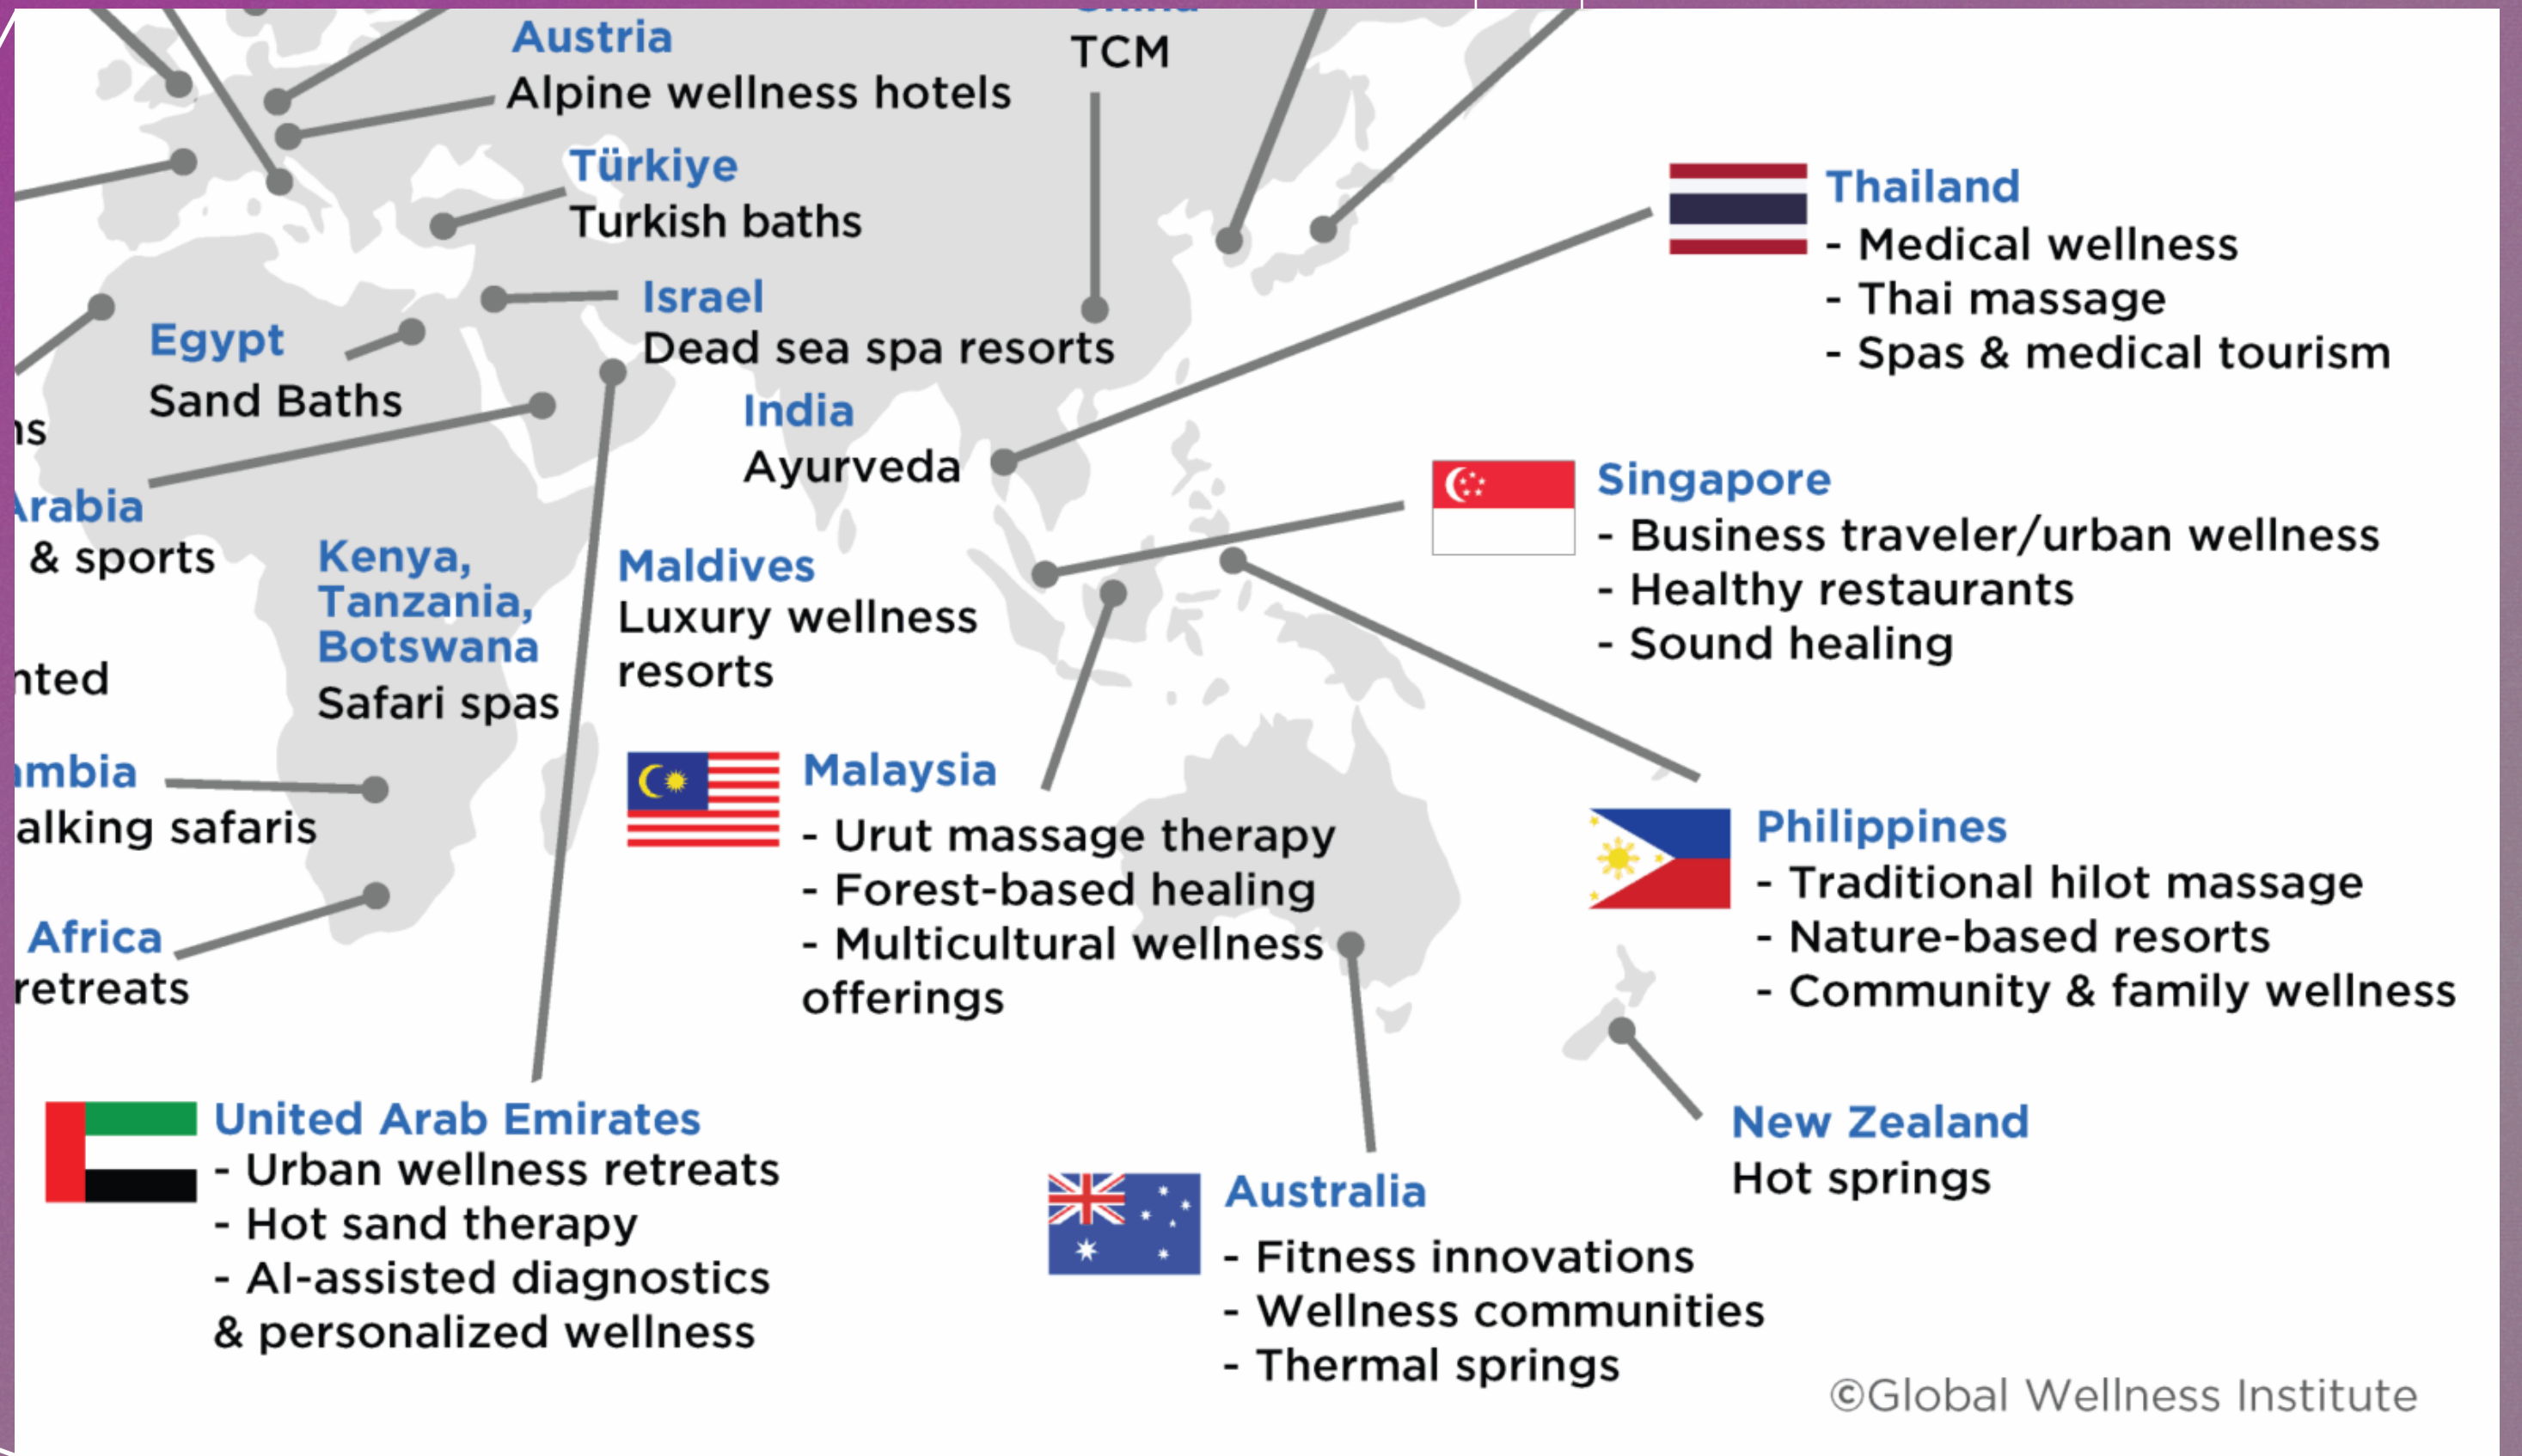 Austria
Alpine wellness hotels
TCM
Türkiye
Turkish baths
Thailand
- Medical wellness
- Thai massage
- Spas & medical tourism
Israel
Dead sea spa resorts
Egypt
Sand Baths
India
Ayurveda
Singapore
- Business traveler/urban wellness
- Healthy restaurants
- Sound healing
& sports
Kenya,
Tanzania,
Botswana
Safari spas
Maldives
Luxury wellness
resorts
Malaysia
- Urut massage therapy
- Forest-based healing
- Multicultural wellness
offerings
safaris
Philippines
- Traditional hilot massage
- Nature-based resorts
- Community & family wellness
Africa
retreats
United Arab Emirates
- Urban wellness retreats
- Hot sand therapy
- AI-assisted diagnostics
& personalized wellness
New Zealand
Hot springs
Australia
- Fitness innovations
- Wellness communities
- Thermal springs
©Global Wellness Institute